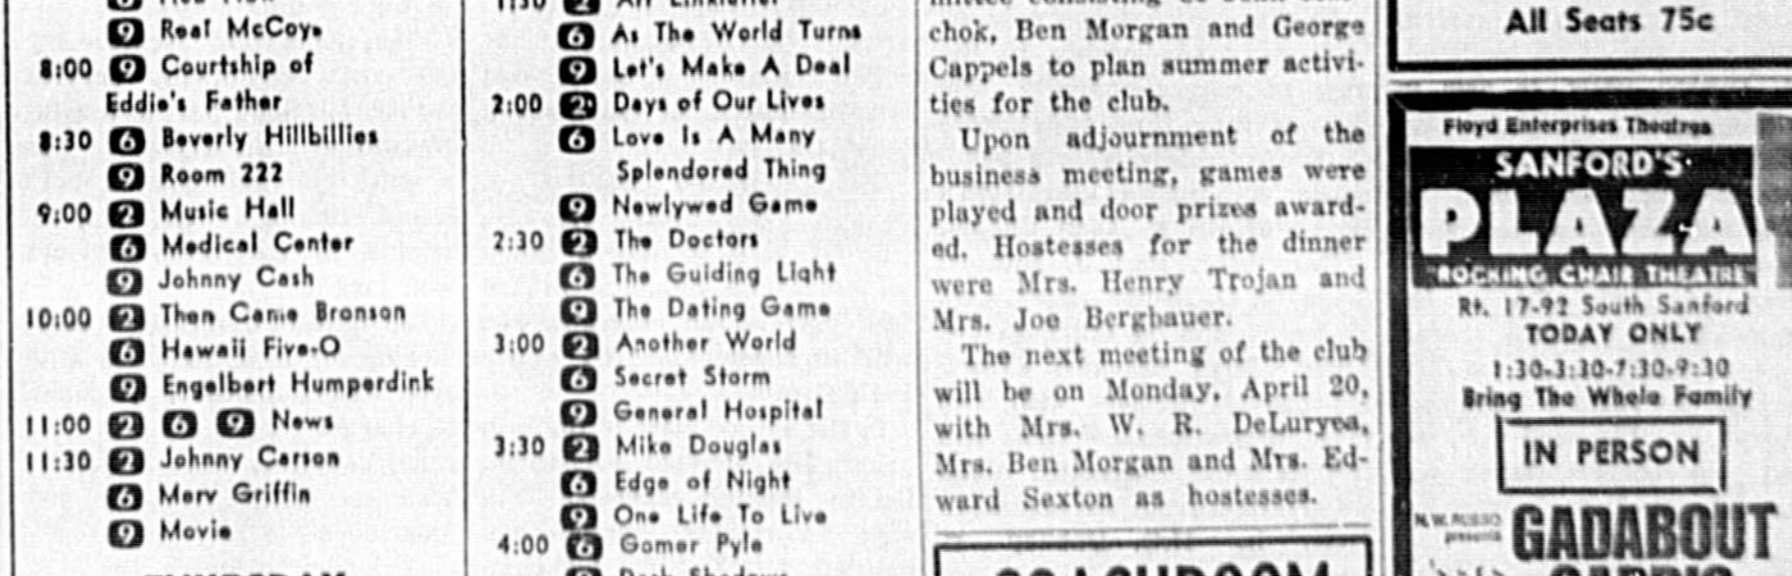 9 Real McCoys
8:00 9 Courtship of
Eddie's Father
8:30 6 Beverly Hillbillies
9 Room 222
9:00 2 Music Hall
6 Medical Center
9 Johnny Cash
10:00 2 Then Came Bronson
6 Hawaii Five-O
9 Engelbert Humperdink
11:00 2 6 9 News
11:30 2 Johnny Carson
6 Merv Griffin
9 Movie
6 As The World Turns
9 Let's Make A Deal
2:00 2 Days of Our Lives
6 Love Is A Many
Splendored Thing
9 Newlywed Game
2:30 2 The Doctors
6 The Guiding Light
9 The Dating Game
3:00 2 Another World
6 Secret Storm
9 General Hospital
3:30 2 Mike Douglas
6 Edge of Night
9 One Life To Live
4:00 6 Gomer Pyle
chok, Ben Morgan and George
Cappels to plan summer activi-
ties for the club.
Upon adjournment of the
business meeting, games were
played and door prizes award-
ed. Hostesses for the dinner
were Mrs. Henry Trojan and
Mrs. Joe Bergbauer.
The next meeting of the club
will be on Monday, April 20,
with Mrs. W. R. DeLuryea,
Mrs. Ben Morgan and Mrs. Ed-
ward Sexton as hostesses.
All Seats 75c
Floyd Enterprises Theatres
SANFORD'S
PLAZA
ROCKING CHAIR THEATRE
Rt. 17-92 South Sanford
TODAY ONLY
1:30-3:30-7:30-9:30
Bring The Whole Family
IN PERSON
presents
GADABOUT